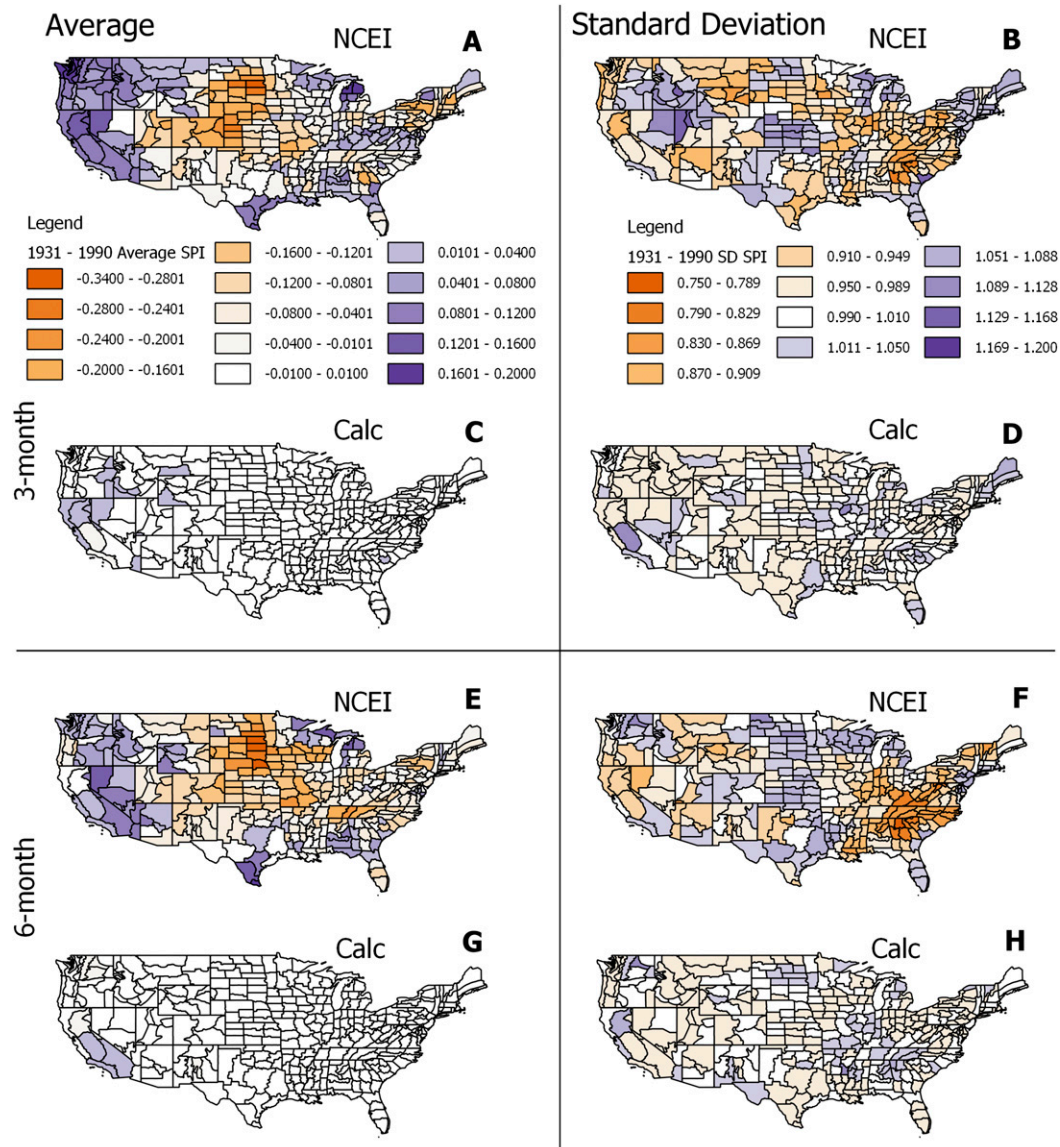 Average
NCEI
A
Legend
1931 - 1990 Average SPI
-0.3400 - -0.2801
-0.2800 - -0.2401
-0.2400 - -0.2001
-0.2000 - -0.1601
-0.1600 - -0.1201
-0.1200 - -0.0801
-0.0800 - -0.0401
-0.0400 - -0.0101
-0.0100 - 0.0100
0.0101 - 0.0400
0.0401 - 0.0800
0.0801 - 0.1200
0.1201 - 0.1600
0.1601 - 0.2000
Standard Deviation
NCEI
B
Legend
1931 - 1990 SD SPI
0.750 - 0.789
0.790 - 0.829
0.830 - 0.869
0.870 - 0.909
0.910 - 0.949
0.950 - 0.989
0.990 - 1.010
1.011 - 1.050
1.051 - 1.088
1.089 - 1.128
1.129 - 1.168
1.169 - 1.200
3-month
Calc
C
Calc
D
6-month
NCEI
E
NCEI
F
Calc
G
Calc
H